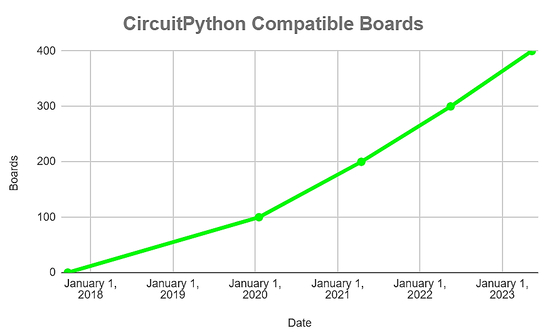 CircuitPython Compatible Boards
400
300
200
100
0
Boards
January 1,
2018
January 1,
2019
January 1,
2020
January 1,
2021
January 1,
2022
January 1,
2023
Date